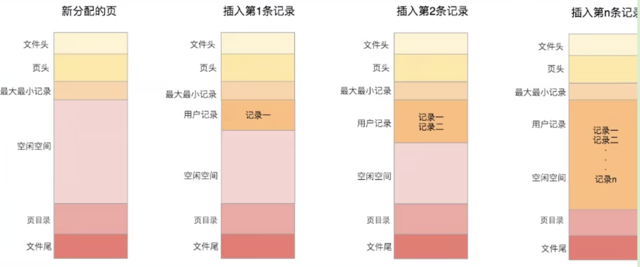 新分配的页
文件头
页头
最大最小记录
空闲空间
页目录
文件尾
插入第1条记录
文件头
页头
最大最小记录
用户记录
记录一
空闲空间
页目录
文件尾
插入第2条记录
文件头
页头
最大最小记录
用户记录
记录一
记录二
空闲空间
页目录
文件尾
插入第n条记录
文件头
页头
最大最小记录
用户记录
记录一
记录二
.
.
.
记录n
空闲空间
页目录
文件尾